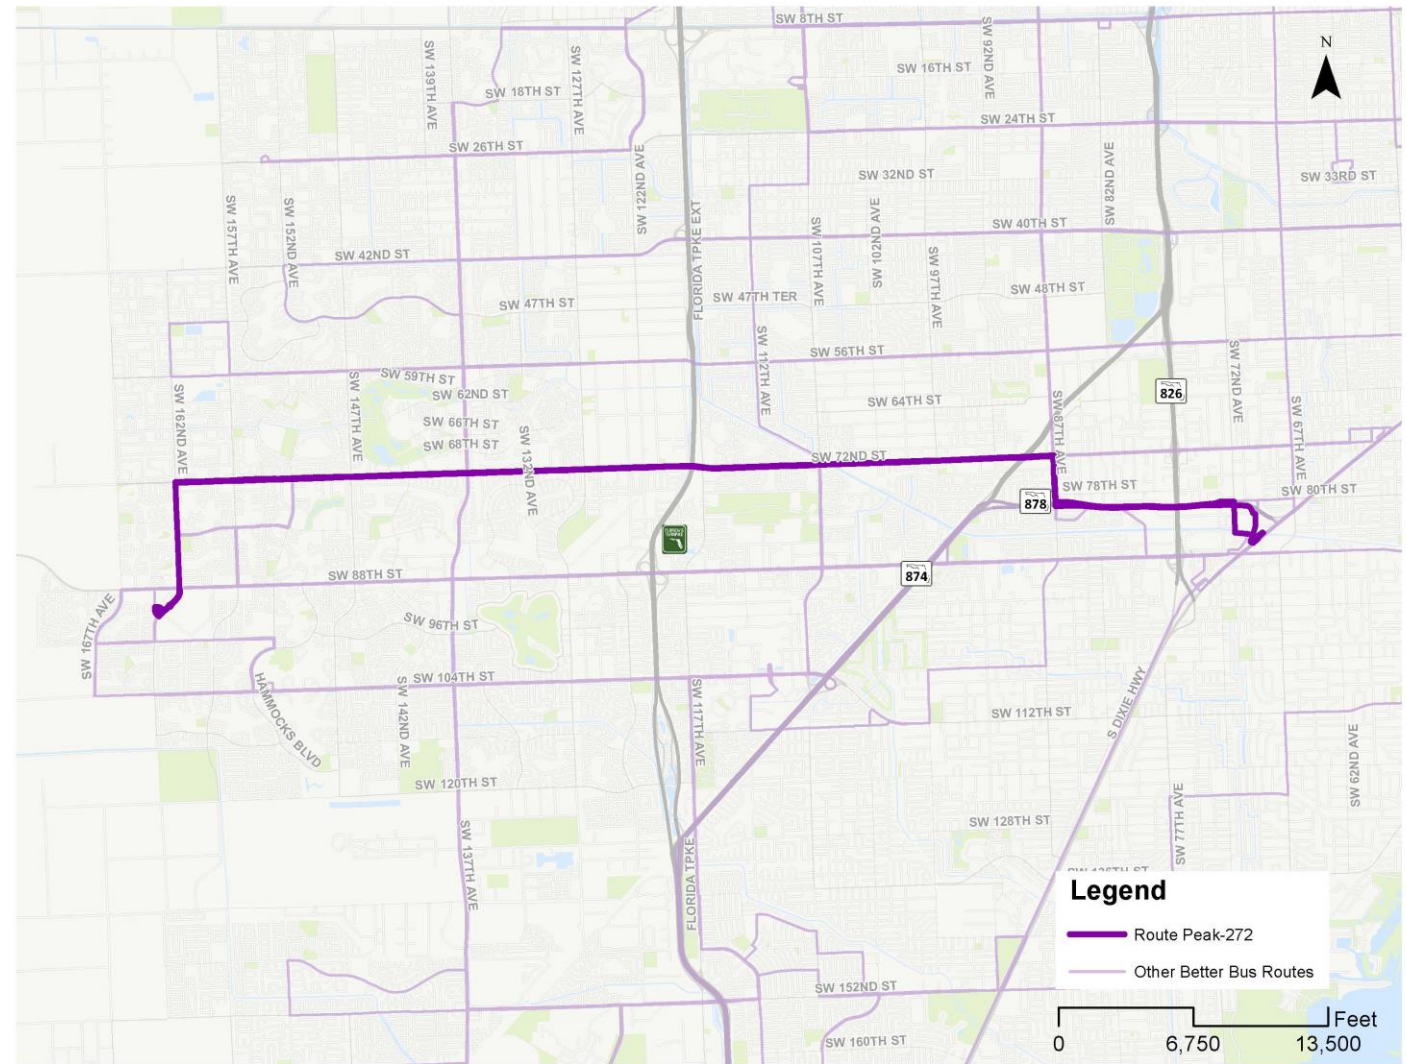 SW 8TH ST
N
SW 139TH AVE
SW 127TH AVE
SW 92ND AVE
SW 16TH ST
SW 18TH ST
SW 24TH ST
SW 26TH ST
SW 122ND AVE
SW 82ND AVE
SW 32ND ST
SW 33RD ST
SW 157TH AVE
SW 152ND AVE
FLORIDA TPKE EXT
SW 107TH AVE
SW 102ND AVE
SW 97TH AVE
SW 40TH ST
SW 42ND ST
SW 48TH ST
SW 47TH ST
SW 47TH TER
SW 112TH AVE
SW 56TH ST
SW 72ND AVE
SW 59TH ST
SW 162ND AVE
SW 147TH AVE
SW 62ND ST
826
SW 64TH ST
SW 87TH AVE
SW 67TH AVE
SW 66TH ST
SW 68TH ST
SW 132ND AVE
SW 72ND ST
SW 78TH ST
SW 80TH ST
878
874
SW 88TH ST
SW 167TH AVE
SW 96TH ST
SW 104TH ST
HAMMOCKS BLVD
SW 142ND AVE
SW 117TH AVE
S DIXIE HWY
SW 112TH ST
SW 62ND AVE
SW 120TH ST
SW 77TH AVE
SW 128TH ST
SW 137TH AVE
FLORIDA TPKE
Legend
Route Peak-272
Other Better Bus Routes
SW 152ND ST
SW 160TH ST
Feet
0
6,750
13,500